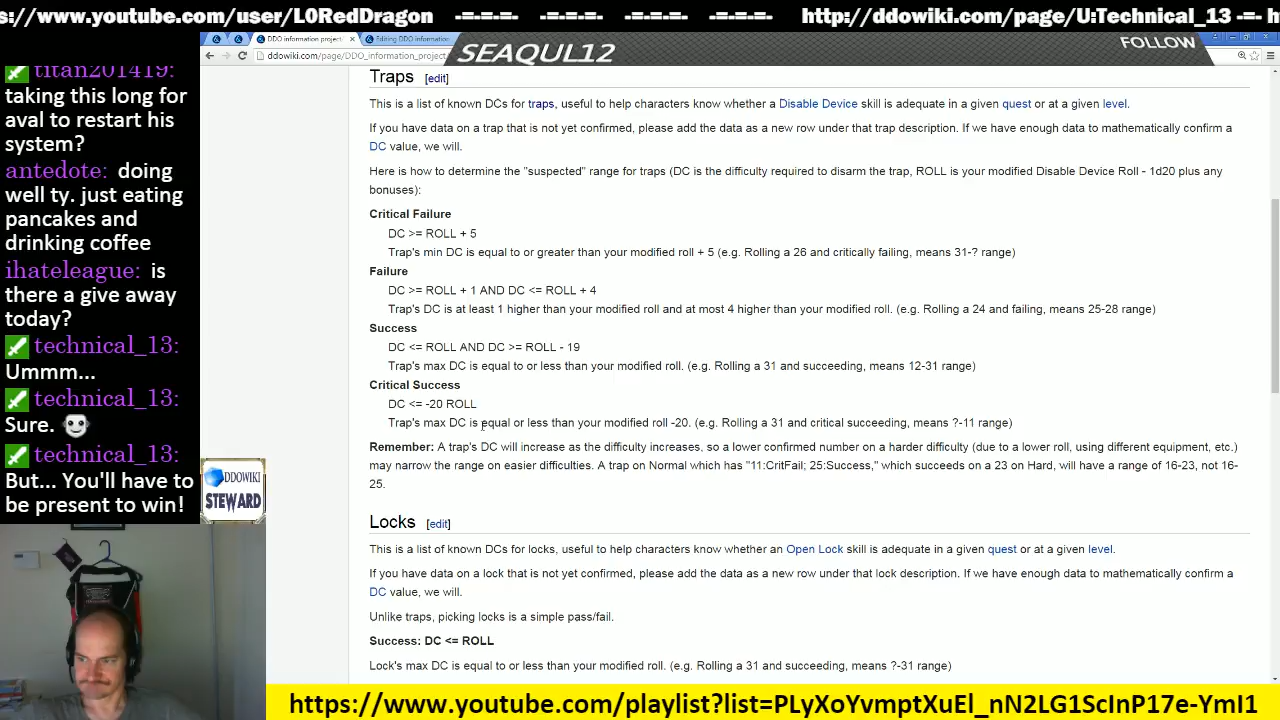 s://www.youtube.com/user/L0RedDragon -=-=-=- -=-=-=- -=-=-=- -=-=-=- http://ddowiki.com/page/U:Technical_13 -=-
DDO information project
Editing DDO information
ddowiki.com/page/DDO_information_project
SEAQUL12
FOLLOW
titan201419:
taking this long for
aval to restart his
system?
antedote: doing
well ty. just eating
pancakes and
drinking coffee
ihateleague: is
there a give away
today?
technical_13:
Ummm...
technical_13:
Sure.
technical_13:
But... You'll have to
be present to win!
DDOWIKI
STEWARD
Traps [edit]
This is a list of known DCs for traps, useful to help characters know whether a Disable Device skill is adequate in a given quest or at a given level.
If you have data on a trap that is not yet confirmed, please add the data as a new row under that trap description. If we have enough data to mathematically confirm a
DC value, we will.
Here is how to determine the "suspected" range for traps (DC is the difficulty required to disarm the trap, ROLL is your modified Disable Device Roll - 1d20 plus any
bonuses):
Critical Failure
DC >= ROLL + 5
Trap's min DC is equal to or greater than your modified roll + 5 (e.g. Rolling a 26 and critically failing, means 31-? range)
Failure
DC >= ROLL + 1 AND DC <= ROLL + 4
Trap's DC is at least 1 higher than your modified roll and at most 4 higher than your modified roll. (e.g. Rolling a 24 and failing, means 25-28 range)
Success
DC <= ROLL AND DC >= ROLL - 19
Trap's max DC is equal to or less than your modified roll. (e.g. Rolling a 31 and succeeding, means 12-31 range)
Critical Success
DC <= -20 ROLL
Trap's max DC is equal or less than your modified roll -20. (e.g. Rolling a 31 and critical succeeding, means ?-11 range)
Remember: A trap's DC will increase as the difficulty increases, so a lower confirmed number on a harder difficulty (due to a lower roll, using different equipment, etc.)
may narrow the range on easier difficulties. A trap on Normal which has "11:CritFail; 25:Success," which succeeds on a 23 on Hard, will have a range of 16-23, not 16-
25.
Locks [edit]
This is a list of known DCs for locks, useful to help characters know whether an Open Lock skill is adequate in a given quest or at a given level.
If you have data on a lock that is not yet confirmed, please add the data as a new row under that lock description. If we have enough data to mathematically confirm a
DC value, we will.
Unlike traps, picking locks is a simple pass/fail.
Success: DC <= ROLL
Lock's max DC is equal to or less than your modified roll. (e.g. Rolling a 31 and succeeding, means ?-31 range)
https://www.youtube.com/playlist?list=PLyXoYvmptXuEl_nN2LG1ScInP17e-YmI1